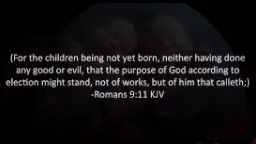 (For the children being not yet born, neither having done
any good or evil, that the purpose of God according to
election might stand, not of works, but of him that calleth;)
-Romans 9:11 KJV